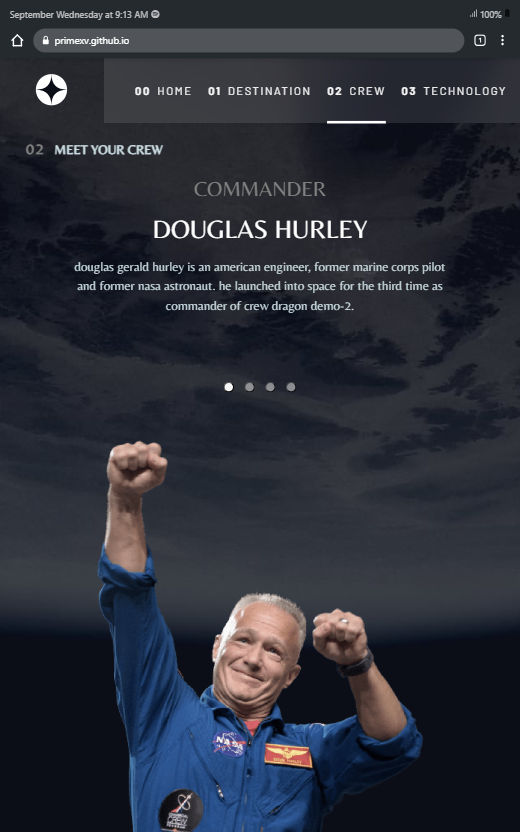 September Wednesday at 9:13 AM
100%
primexv.github.io
1
00 HOME 01 DESTINATION 02 CREW 03 TECHNOLOGY
02 MEET YOUR CREW
COMMANDER
DOUGLAS HURLEY
douglas gerald hurley is an american engineer, former marine corps pilot
and former nasa astronaut. he launched into space for the third time as
commander of crew dragon demo-2.
NASA